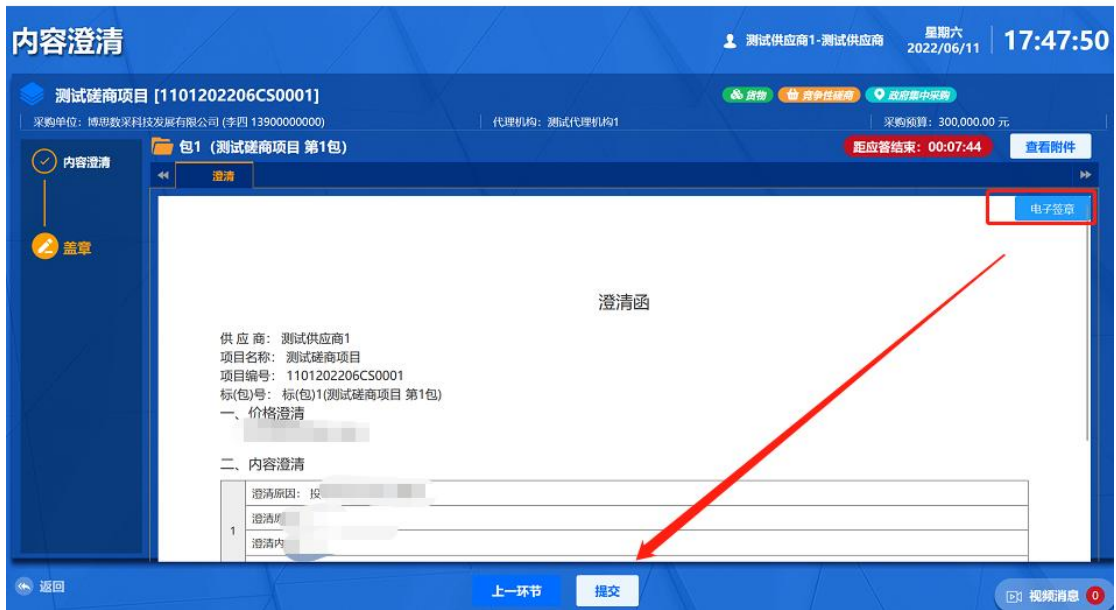 内容澄清
测试供应商1-测试供应商
星期六
2022/06/11
17:47:50
测试磋商项目 [1101202206CS0001]
货物
竞争性磋商
政府集中采购
采购单位：博思数采科技发展有限公司 (李四 13900000000)
代理机构：测试代理机构1
采购预算：300,000.00 元
内容澄清
盖章
包1（测试磋商项目 第1包）
距应答结束：00:07:44
查看附件
澄清
电子签章
澄清函
供 应 商： 测试供应商1
项目名称： 测试磋商项目
项目编号： 1101202206CS0001
标(包)号： 标(包)1(测试磋商项目 第1包)
一、价格澄清
二、内容澄清
1
澄清原因： 按
澄清
澄清内
返回
上一环节
提交
视频消息 0